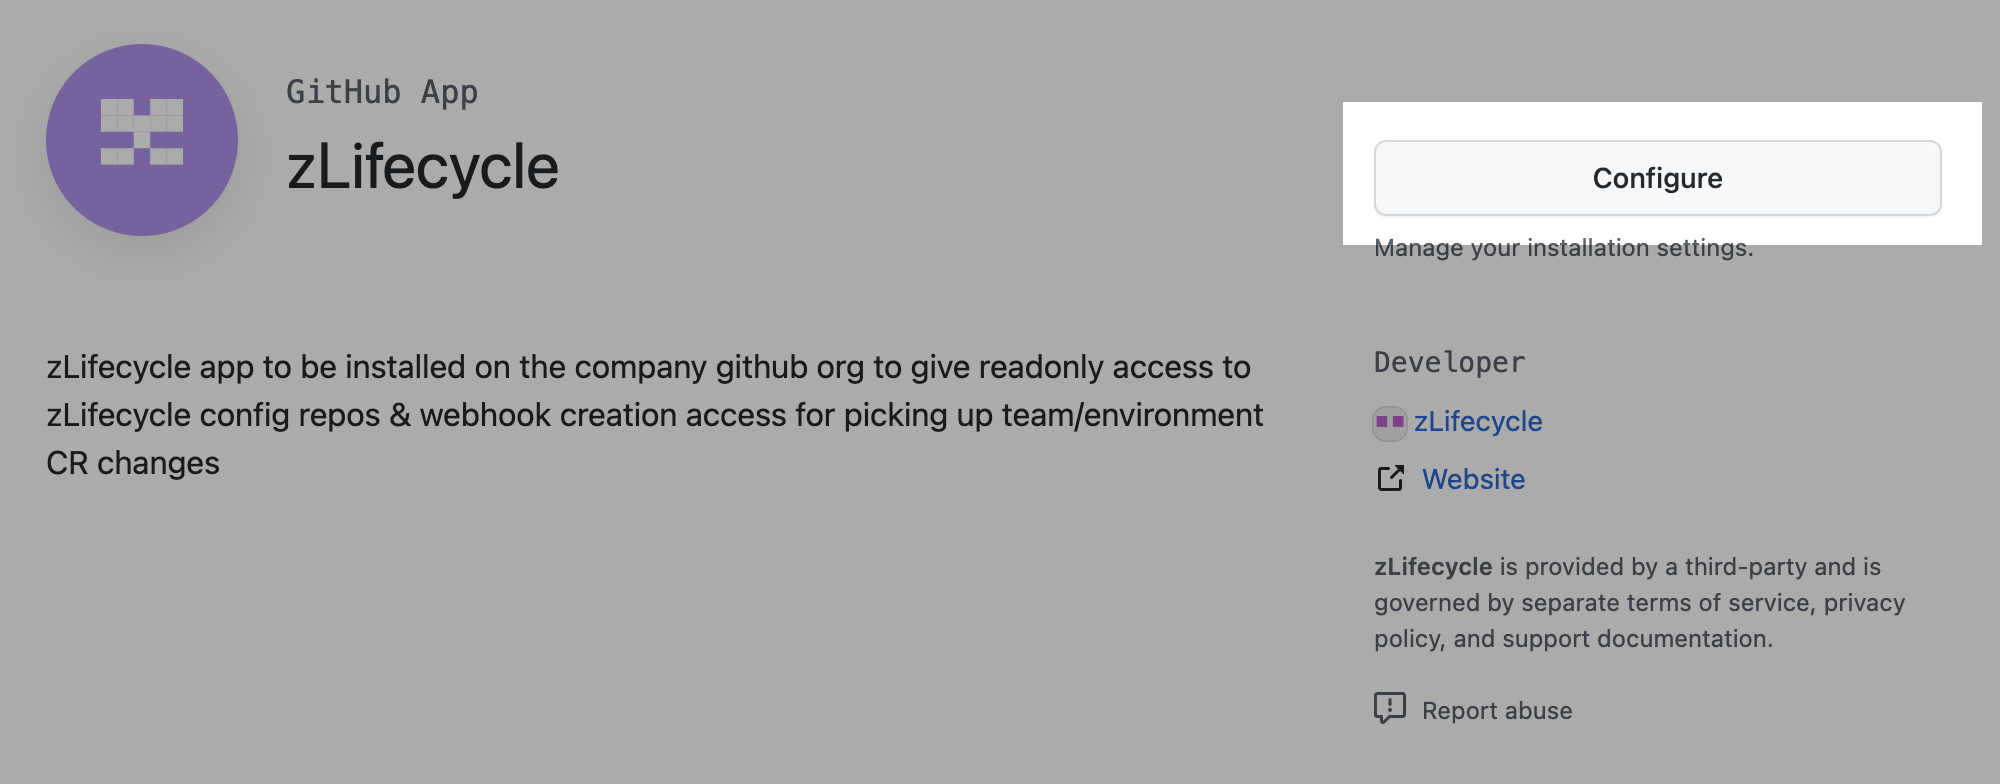 GitHub App
zLifecycle
Configure
Manage your installation settings.
zLifecycle app to be installed on the company github org to give readonly access to
zLifecycle config repos & webhook creation access for picking up team/environment
CR changes
Developer
zLifecycle
Website
zLifecycle is provided by a third-party and is
governed by separate terms of service, privacy
policy, and support documentation.
Report abuse